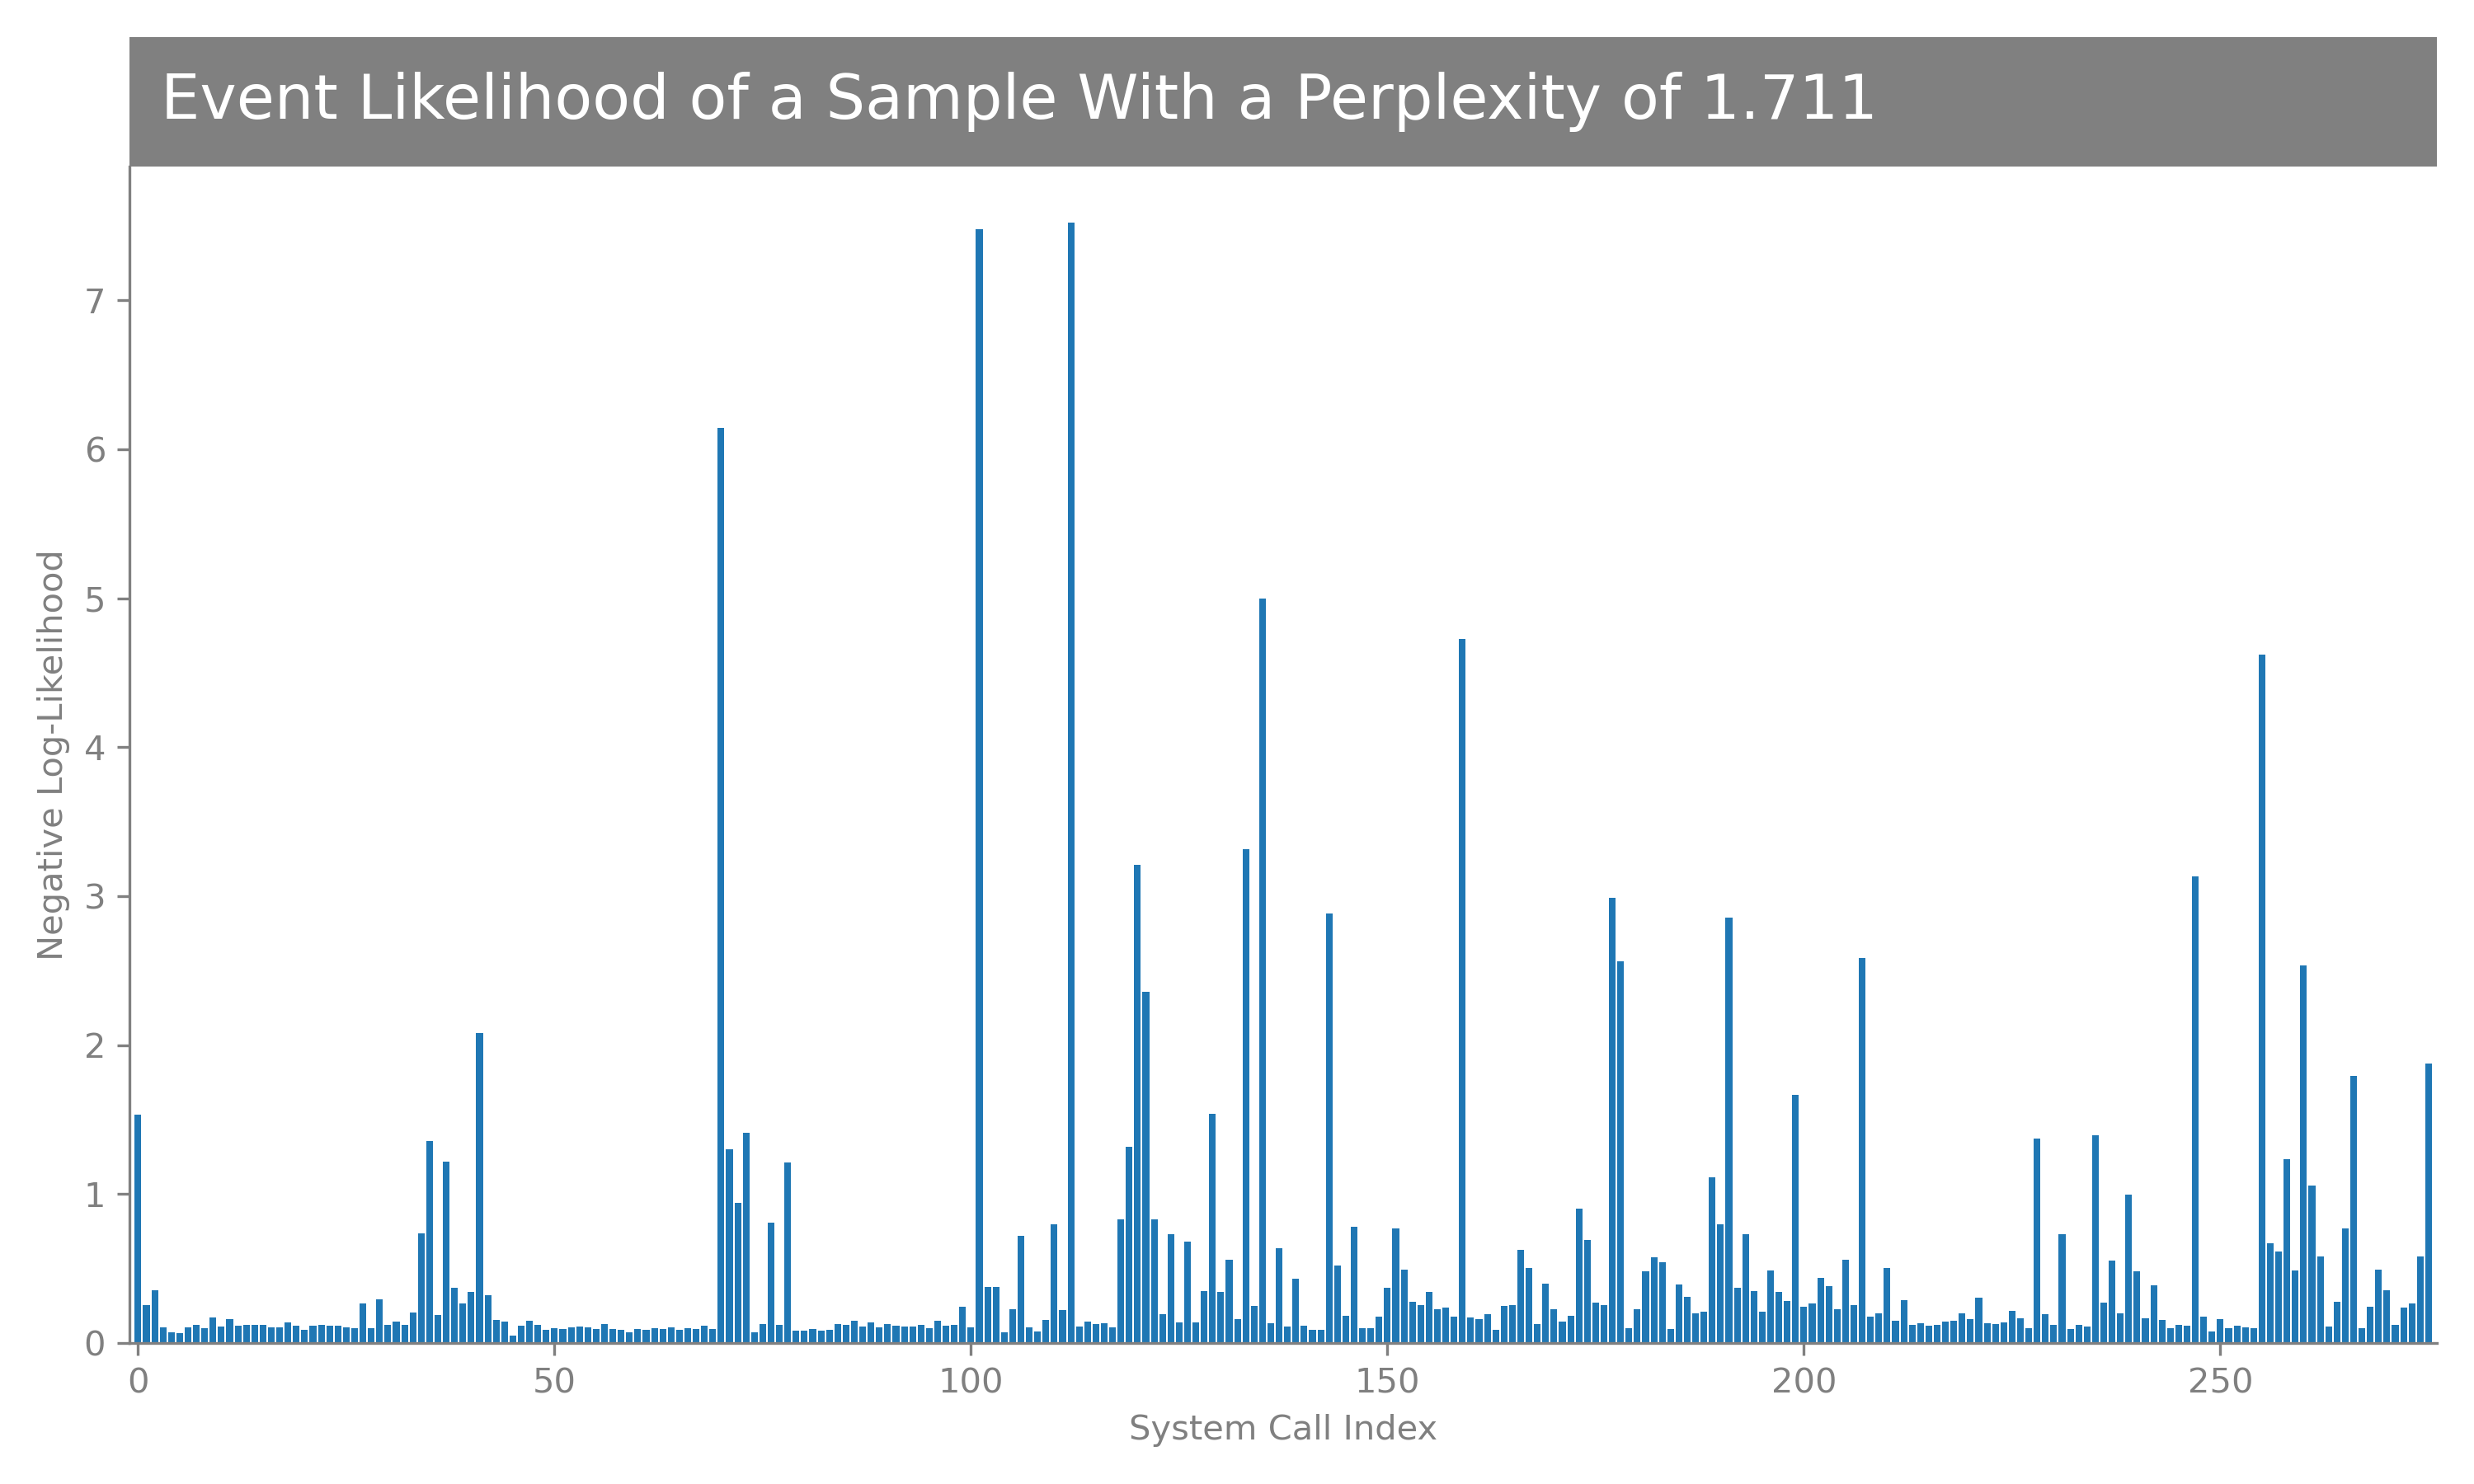 Event Likelihood of a Sample With a Perplexity of 1.711
Negative Log-Likelihood
7
6
5
4
3
2
1
0
0 50 100 150 200 250
System Call Index